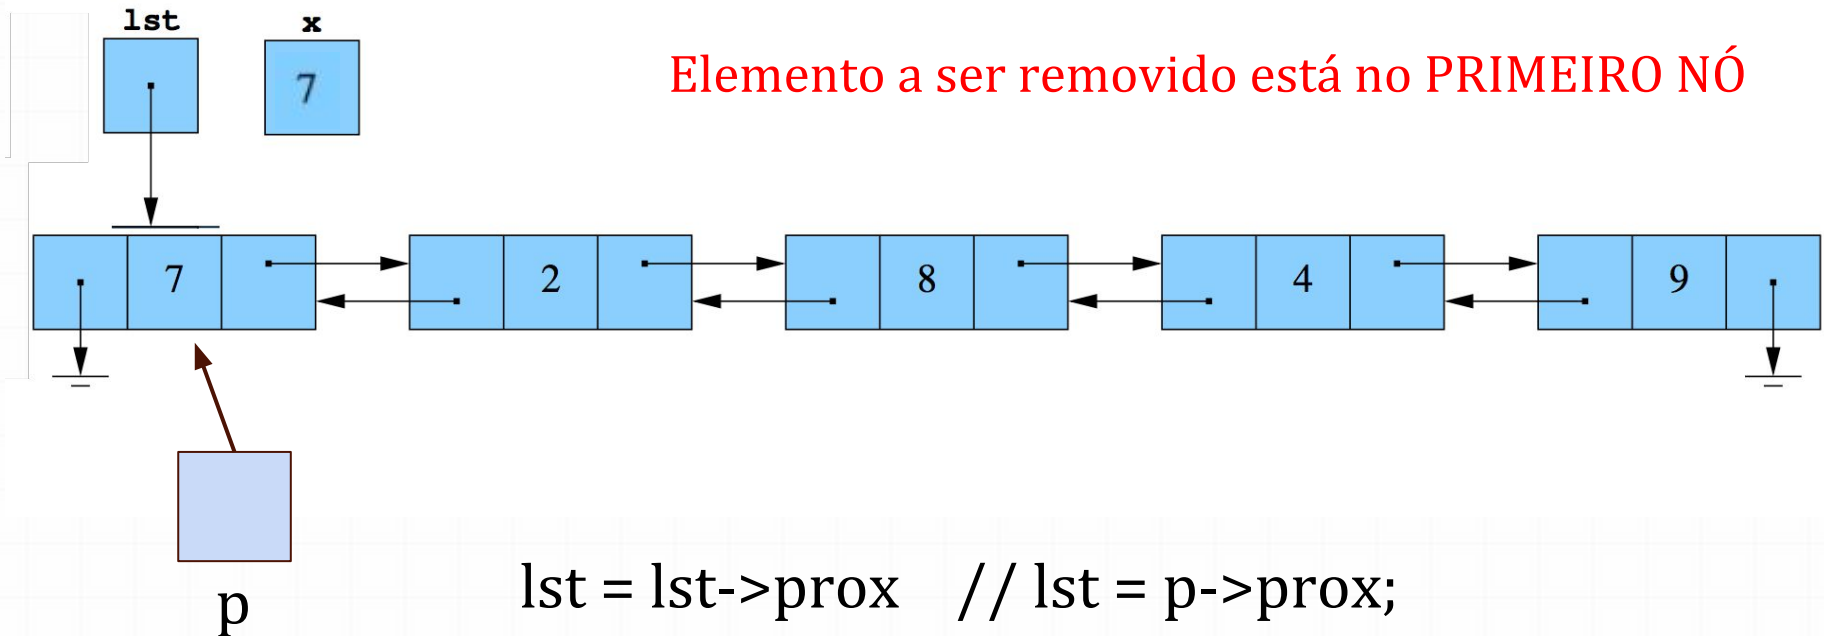 lst x
7
Elemento a ser removido está no PRIMEIRO NÓ
7 2 8 4 9
p
lst = lst->prox // lst = p->prox;